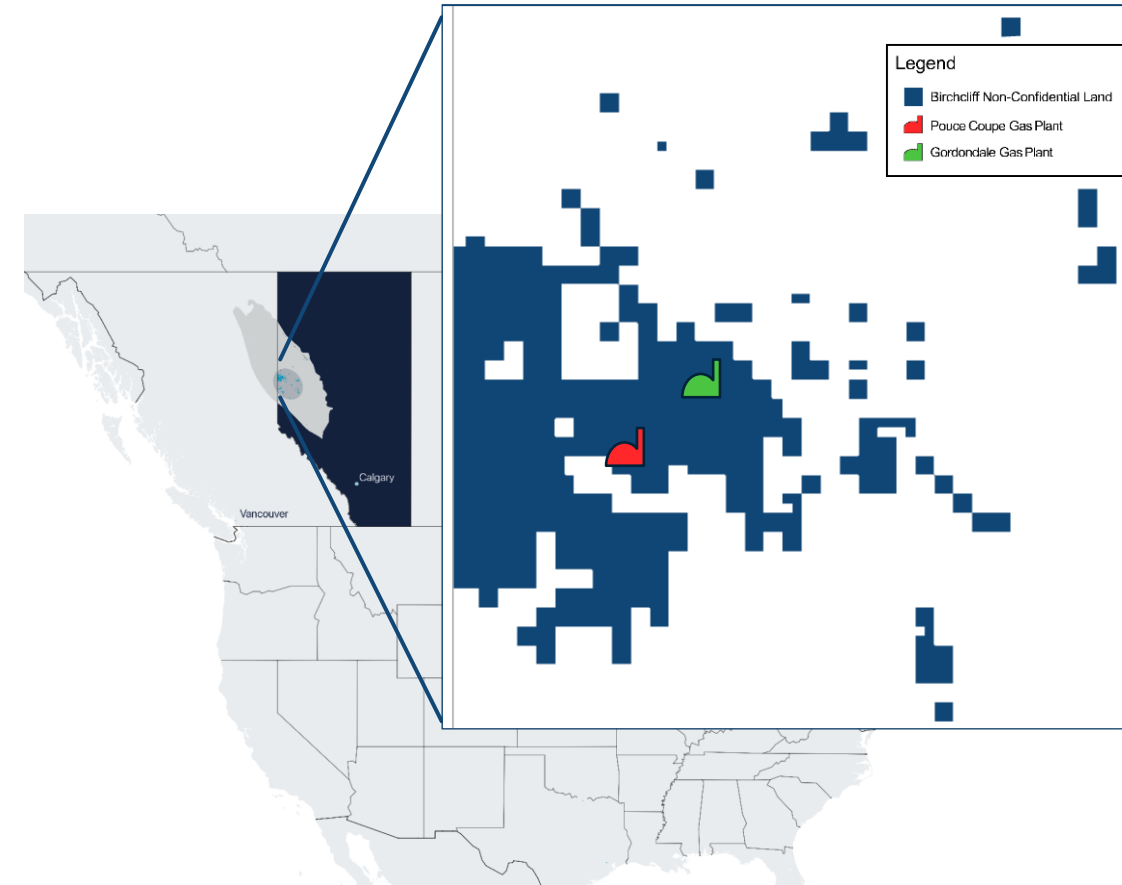 Legend
Birchcliff Non-Confidential Land
Pouce Coupe Gas Plant
Gordondale Gas Plant
Calgary
Vancouver